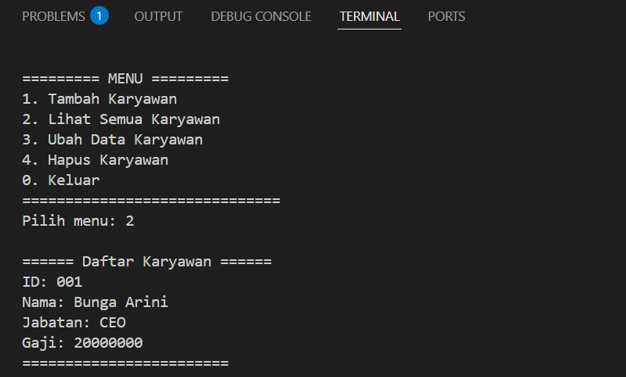 PROBLEMS 1 OUTPUT DEBUG CONSOLE TERMINAL PORTS
========= MENU =========
1. Tambah Karyawan
2. Lihat Semua Karyawan
3. Ubah Data Karyawan
4. Hapus Karyawan
0. Keluar
==============================
Pilih menu: 2
====== Daftar Karyawan ======
ID: 001
Nama: Bunga Arini
Jabatan: CEO
Gaji: 20000000
========================